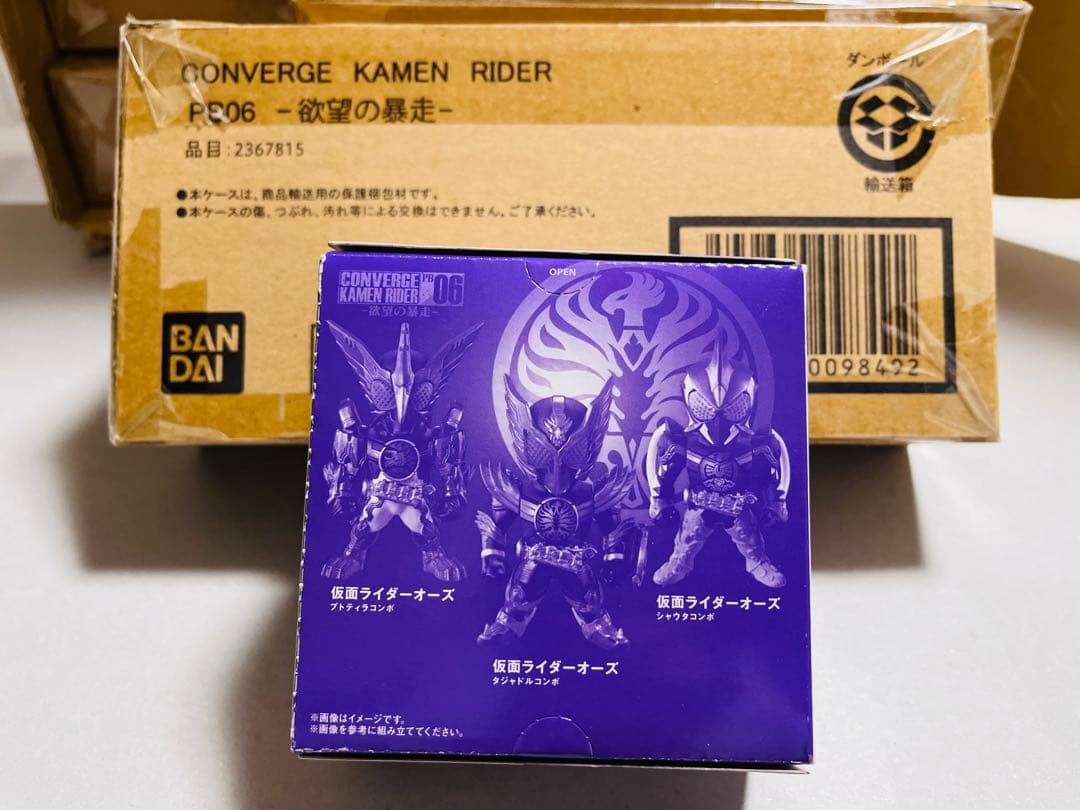 CONVERGE KAMEN RIDER
PB06 -欲望の暴走-
品目:2367815
●本ケースは、商品輸送用の保護梱包材です。
●本ケースの傷、つぶれ、汚れ等による交換はできません。ご了承ください。
ダンボール
輸送箱
BAN
DAI
0098492
OPEN
CONVERGE
KAMEN RIDER
PB
06
-欲望の暴走-
仮面ライダーオーズ
プトティラコンボ
仮面ライダーオーズ
タジャドルコンボ
仮面ライダーオーズ
シャウタコンボ
※画像はイメージです。
※画像を参考に組み立ててください。